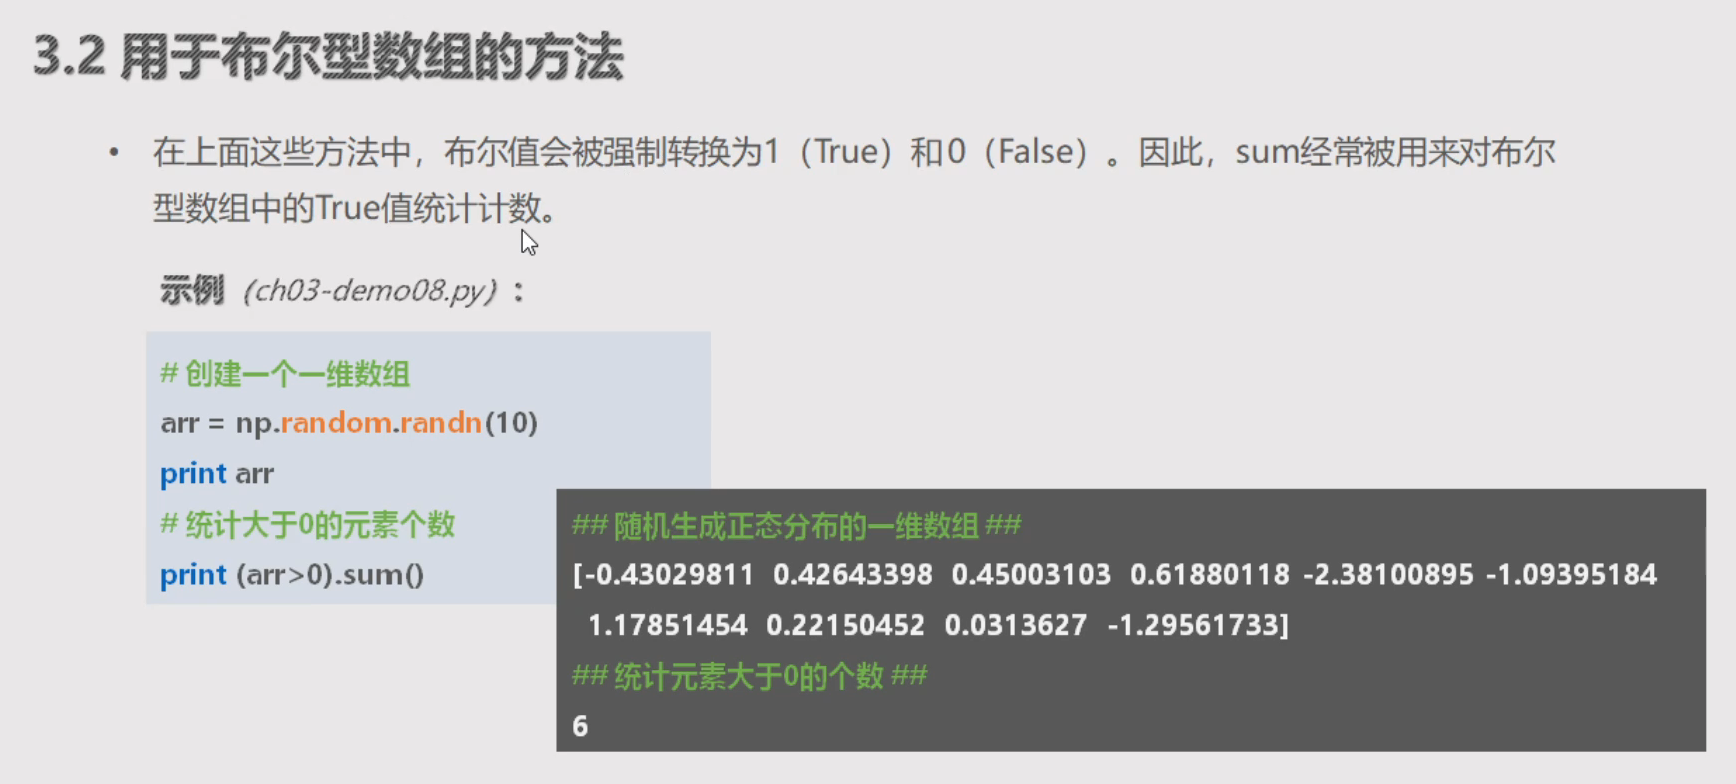 3.2 用于布尔型数组的方法
• 在上面这些方法中，布尔值会被强制转换为1（True）和0（False）。因此，sum经常被用来对布尔
型数组中的True值统计计数。
示例（ch03-demo08.py）：
# 创建一个一维数组
arr = np.random.randn(10)
print arr
# 统计大于0的元素个数
print (arr>0).sum()
## 随机生成正态分布的一维数组 ##
[-0.43029811 0.42643398 0.45003103 0.61880118 -2.38100895 -1.09395184
1.17851454 0.22150452 0.0313627 -1.29561733]
## 统计元素大于0的个数 ##
6